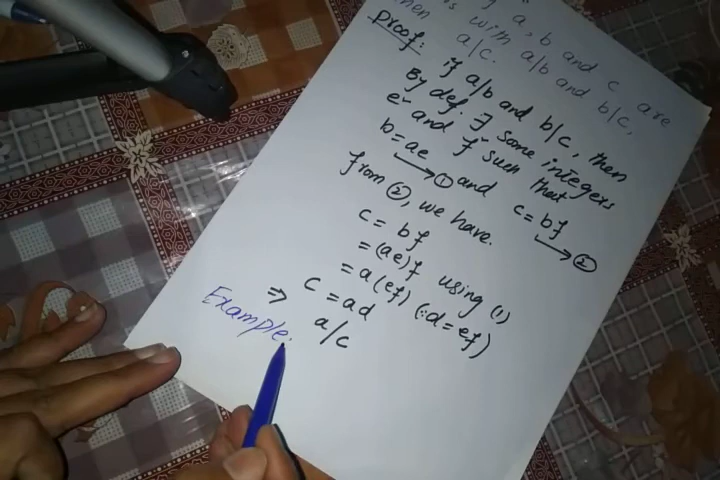 a, b and c are
with a/b and b/c,
then a/c.
Proof:
if a/b and b/c, then
By def. ∃ some integers
e and f such that
b = ae → ① and c = bf → ②
from ②, we have.
c = bf
= (ae)f using (1)
= a(ef) (∵ d = ef)
⇒ c = ad
a/c
Example: